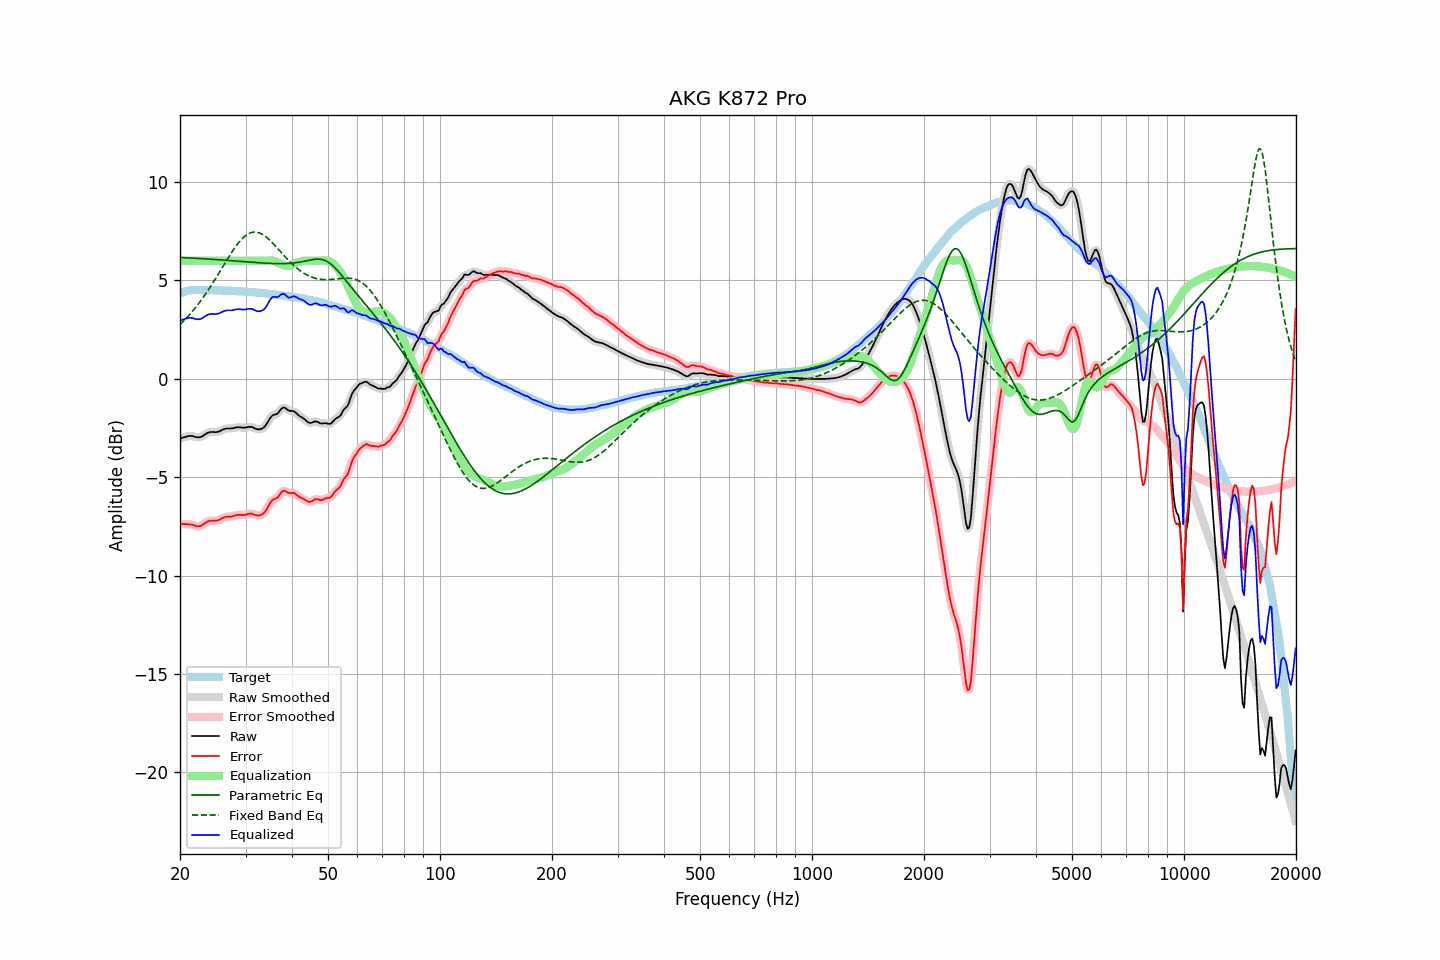 AKG K872 Pro
Amplitude (dBr)
10
5
0
−5
−10
−15
−20
Target
Raw Smoothed
Error Smoothed
Raw
Error
Equalization
Parametric Eq
Fixed Band Eq
Equalized
20 50 100 200 500 1000 2000 5000 10000 20000
Frequency (Hz)